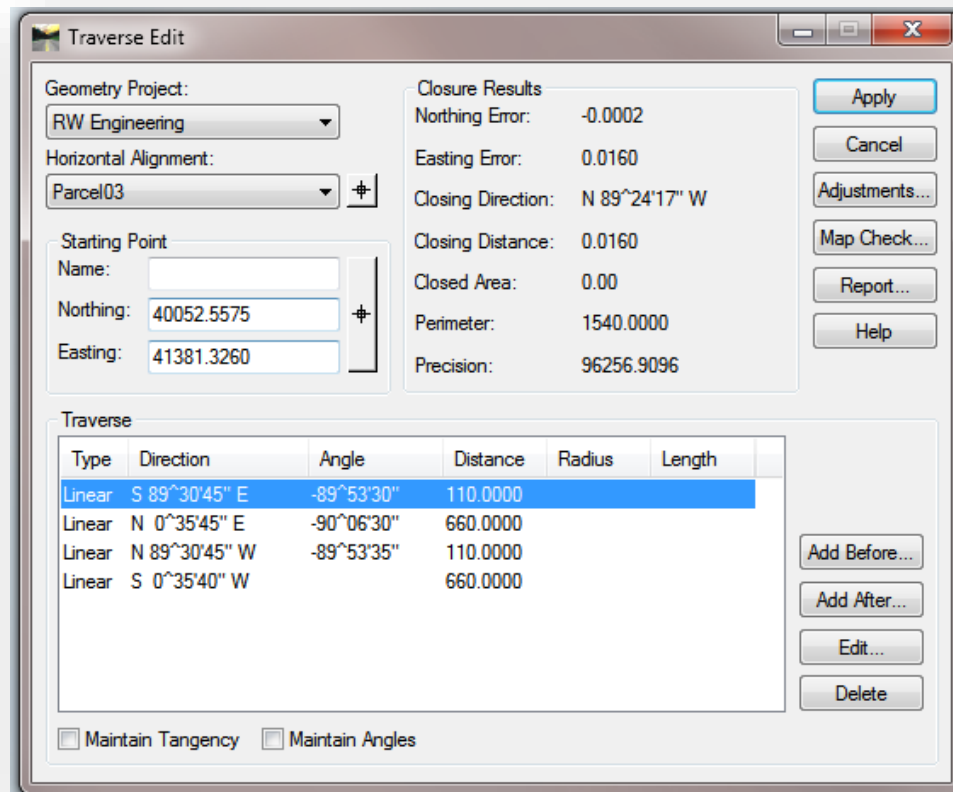 Traverse Edit
Geometry Project:
RW Engineering
Horizontal Alignment:
Parcel03
Starting Point
Name:
Northing: 40052.5575
Easting: 41381.3260
Closure Results
Northing Error: -0.0002
Easting Error: 0.0160
Closing Direction: N 89^24'17" W
Closing Distance: 0.0160
Closed Area: 0.00
Perimeter: 1540.0000
Precision: 96256.9096
Apply
Cancel
Adjustments...
Map Check...
Report...
Help
Traverse
Type Direction Angle Distance Radius Length
Linear S 89^30'45" E -89^53'30" 110.0000
Linear N 0^35'45" E -90^06'30" 660.0000
Linear N 89^30'45" W -89^53'35" 110.0000
Linear S 0^35'40" W 660.0000
Add Before...
Add After...
Edit...
Delete
Maintain Tangency Maintain Angles